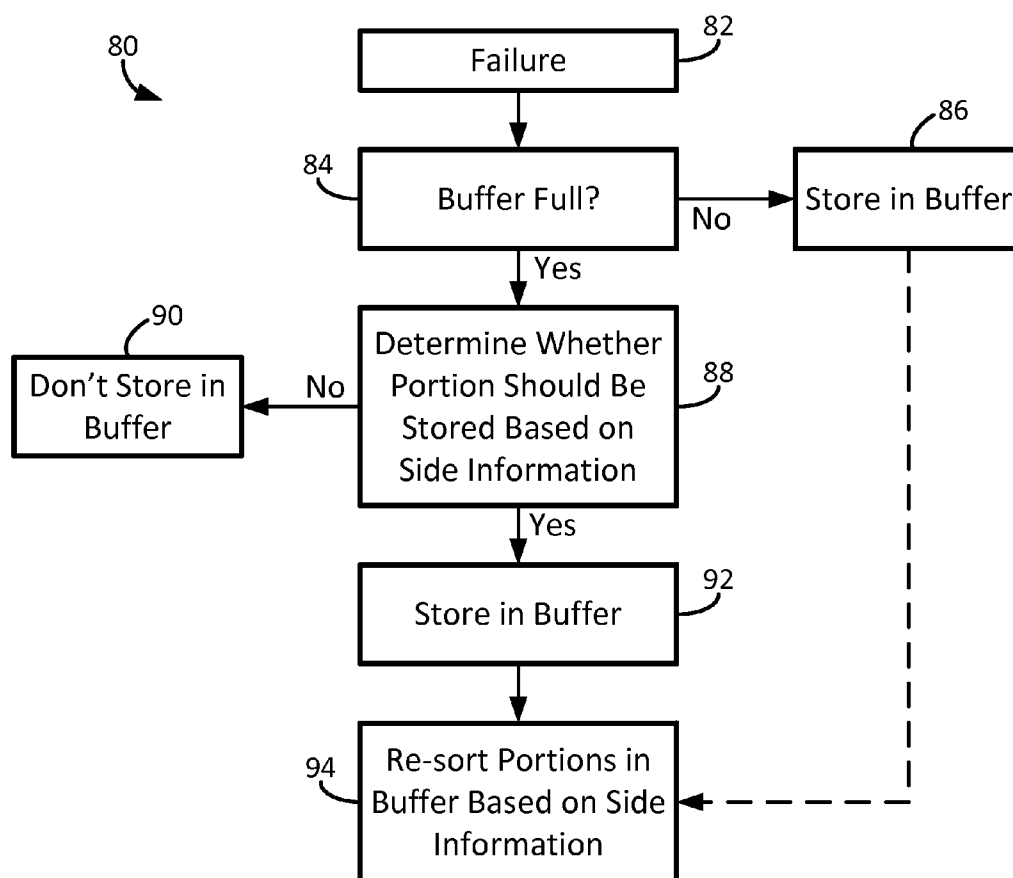 80
Failure
82
84
Buffer Full?
No
86
Store in Buffer
Yes
90
Don't Store in
Buffer
No
Determine Whether
Portion Should Be
Stored Based on
Side Information
88
Yes
Store in Buffer
92
94
Re-sort Portions in
Buffer Based on Side
Information